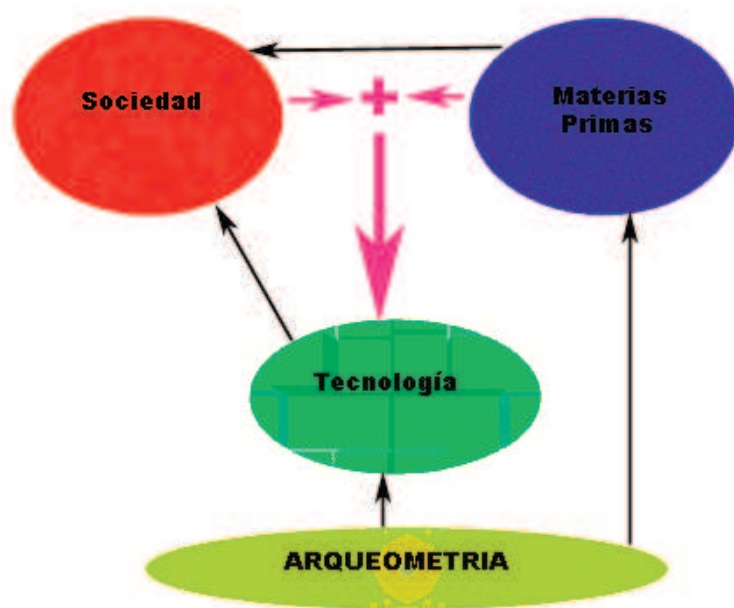 Sociedad
Materias
Primas
+
Tecnología
ARQUEOMETRIA